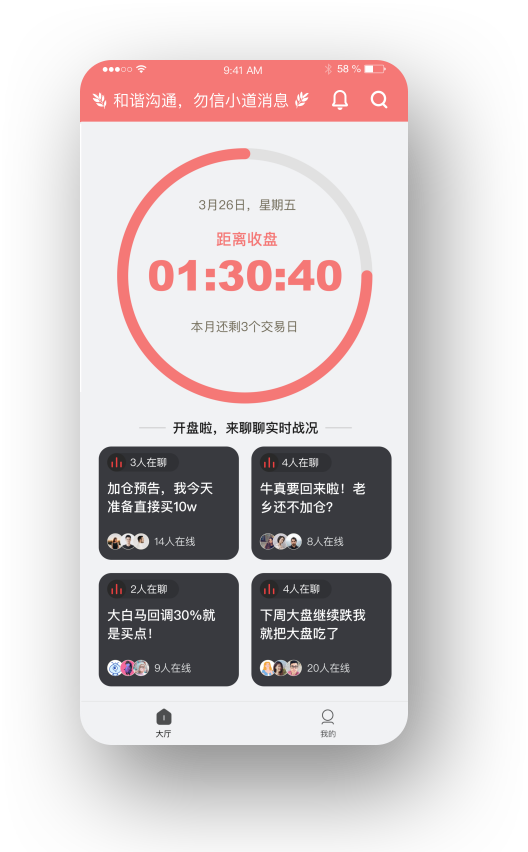 9:41 AM
58 %
和谐沟通，勿信小道消息
3月26日，星期五
距离收盘
01:30:40
本月还剩3个交易日
开盘啦，来聊聊实时战况
3人在聊
加仓预告，我今天
准备直接买10w
14人在线
4人在聊
牛真要回来啦！老
乡还不加仓?
8人在线
2人在聊
大白马回调30%就
是买点！
9人在线
4人在聊
下周大盘继续跌我
就把大盘吃了
20人在线
大厅
我的